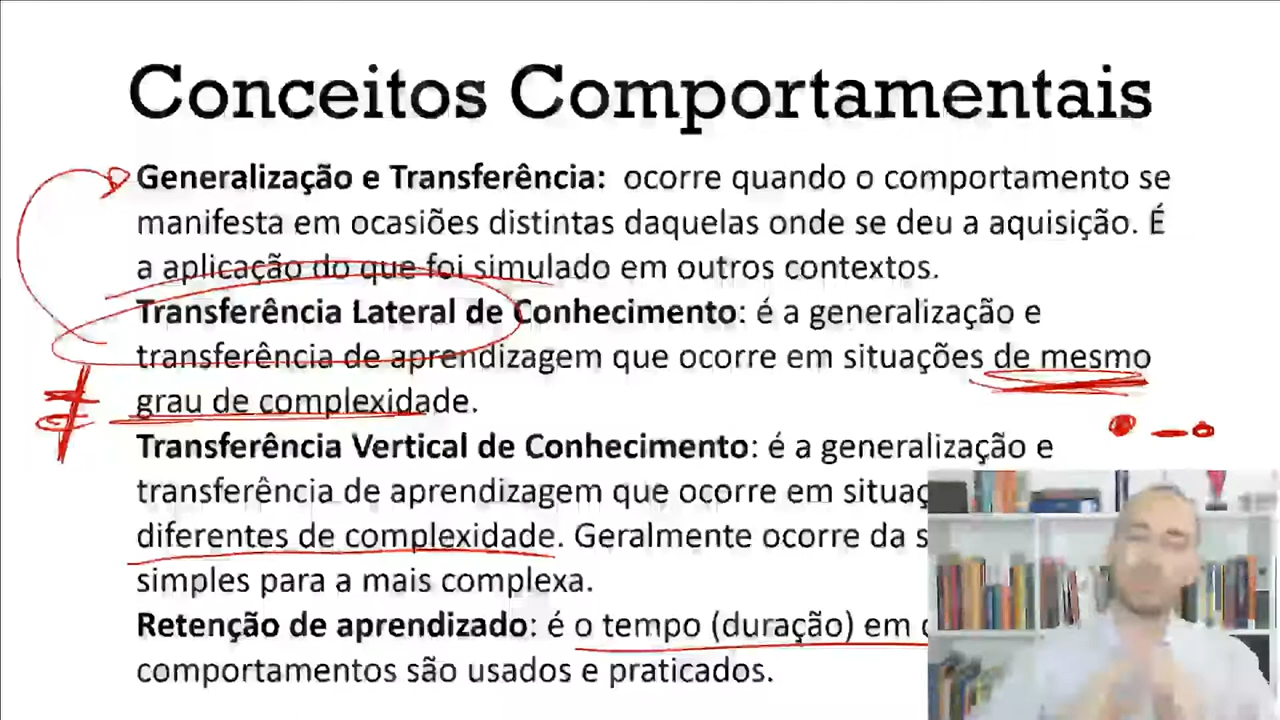 Conceitos Comportamentais
Generalização e Transferência: ocorre quando o comportamento se
manifesta em ocasiões distintas daquelas onde se deu a aquisição. É
a aplicação do que foi simulado em outros contextos.
Transferência Lateral de Conhecimento: é a generalização e
transferência de aprendizagem que ocorre em situações de mesmo
grau de complexidade.
Transferência Vertical de Conhecimento: é a generalização e
transferência de aprendizagem que ocorre em
diferentes de complexidade. Geralmente ocorre da
simples para a mais complexa.
Retenção de aprendizado: é o tempo (duração) em
comportamentos são usados e praticados.